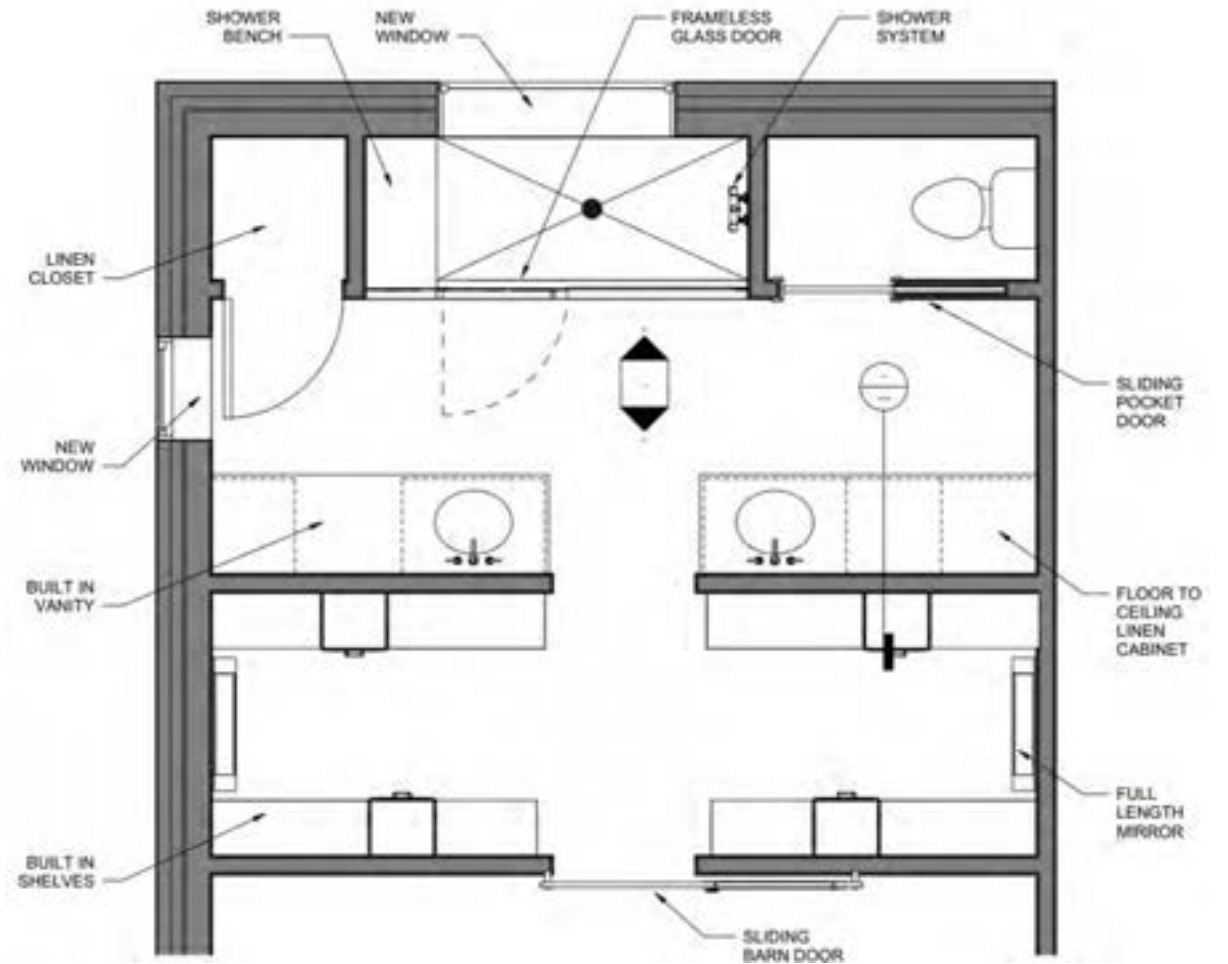 SHOWER
BENCH
NEW
WINDOW
FRAMELESS
GLASS DOOR
SHOWER
SYSTEM
LINEN
CLOSET
NEW
WINDOW
SLIDING
POCKET
DOOR
BUILT IN
VANITY
FLOOR TO
CEILING
LINEN
CABINET
FULL
LENGTH
MIRROR
BUILT IN
SHELVES
SLIDING
BARN DOOR